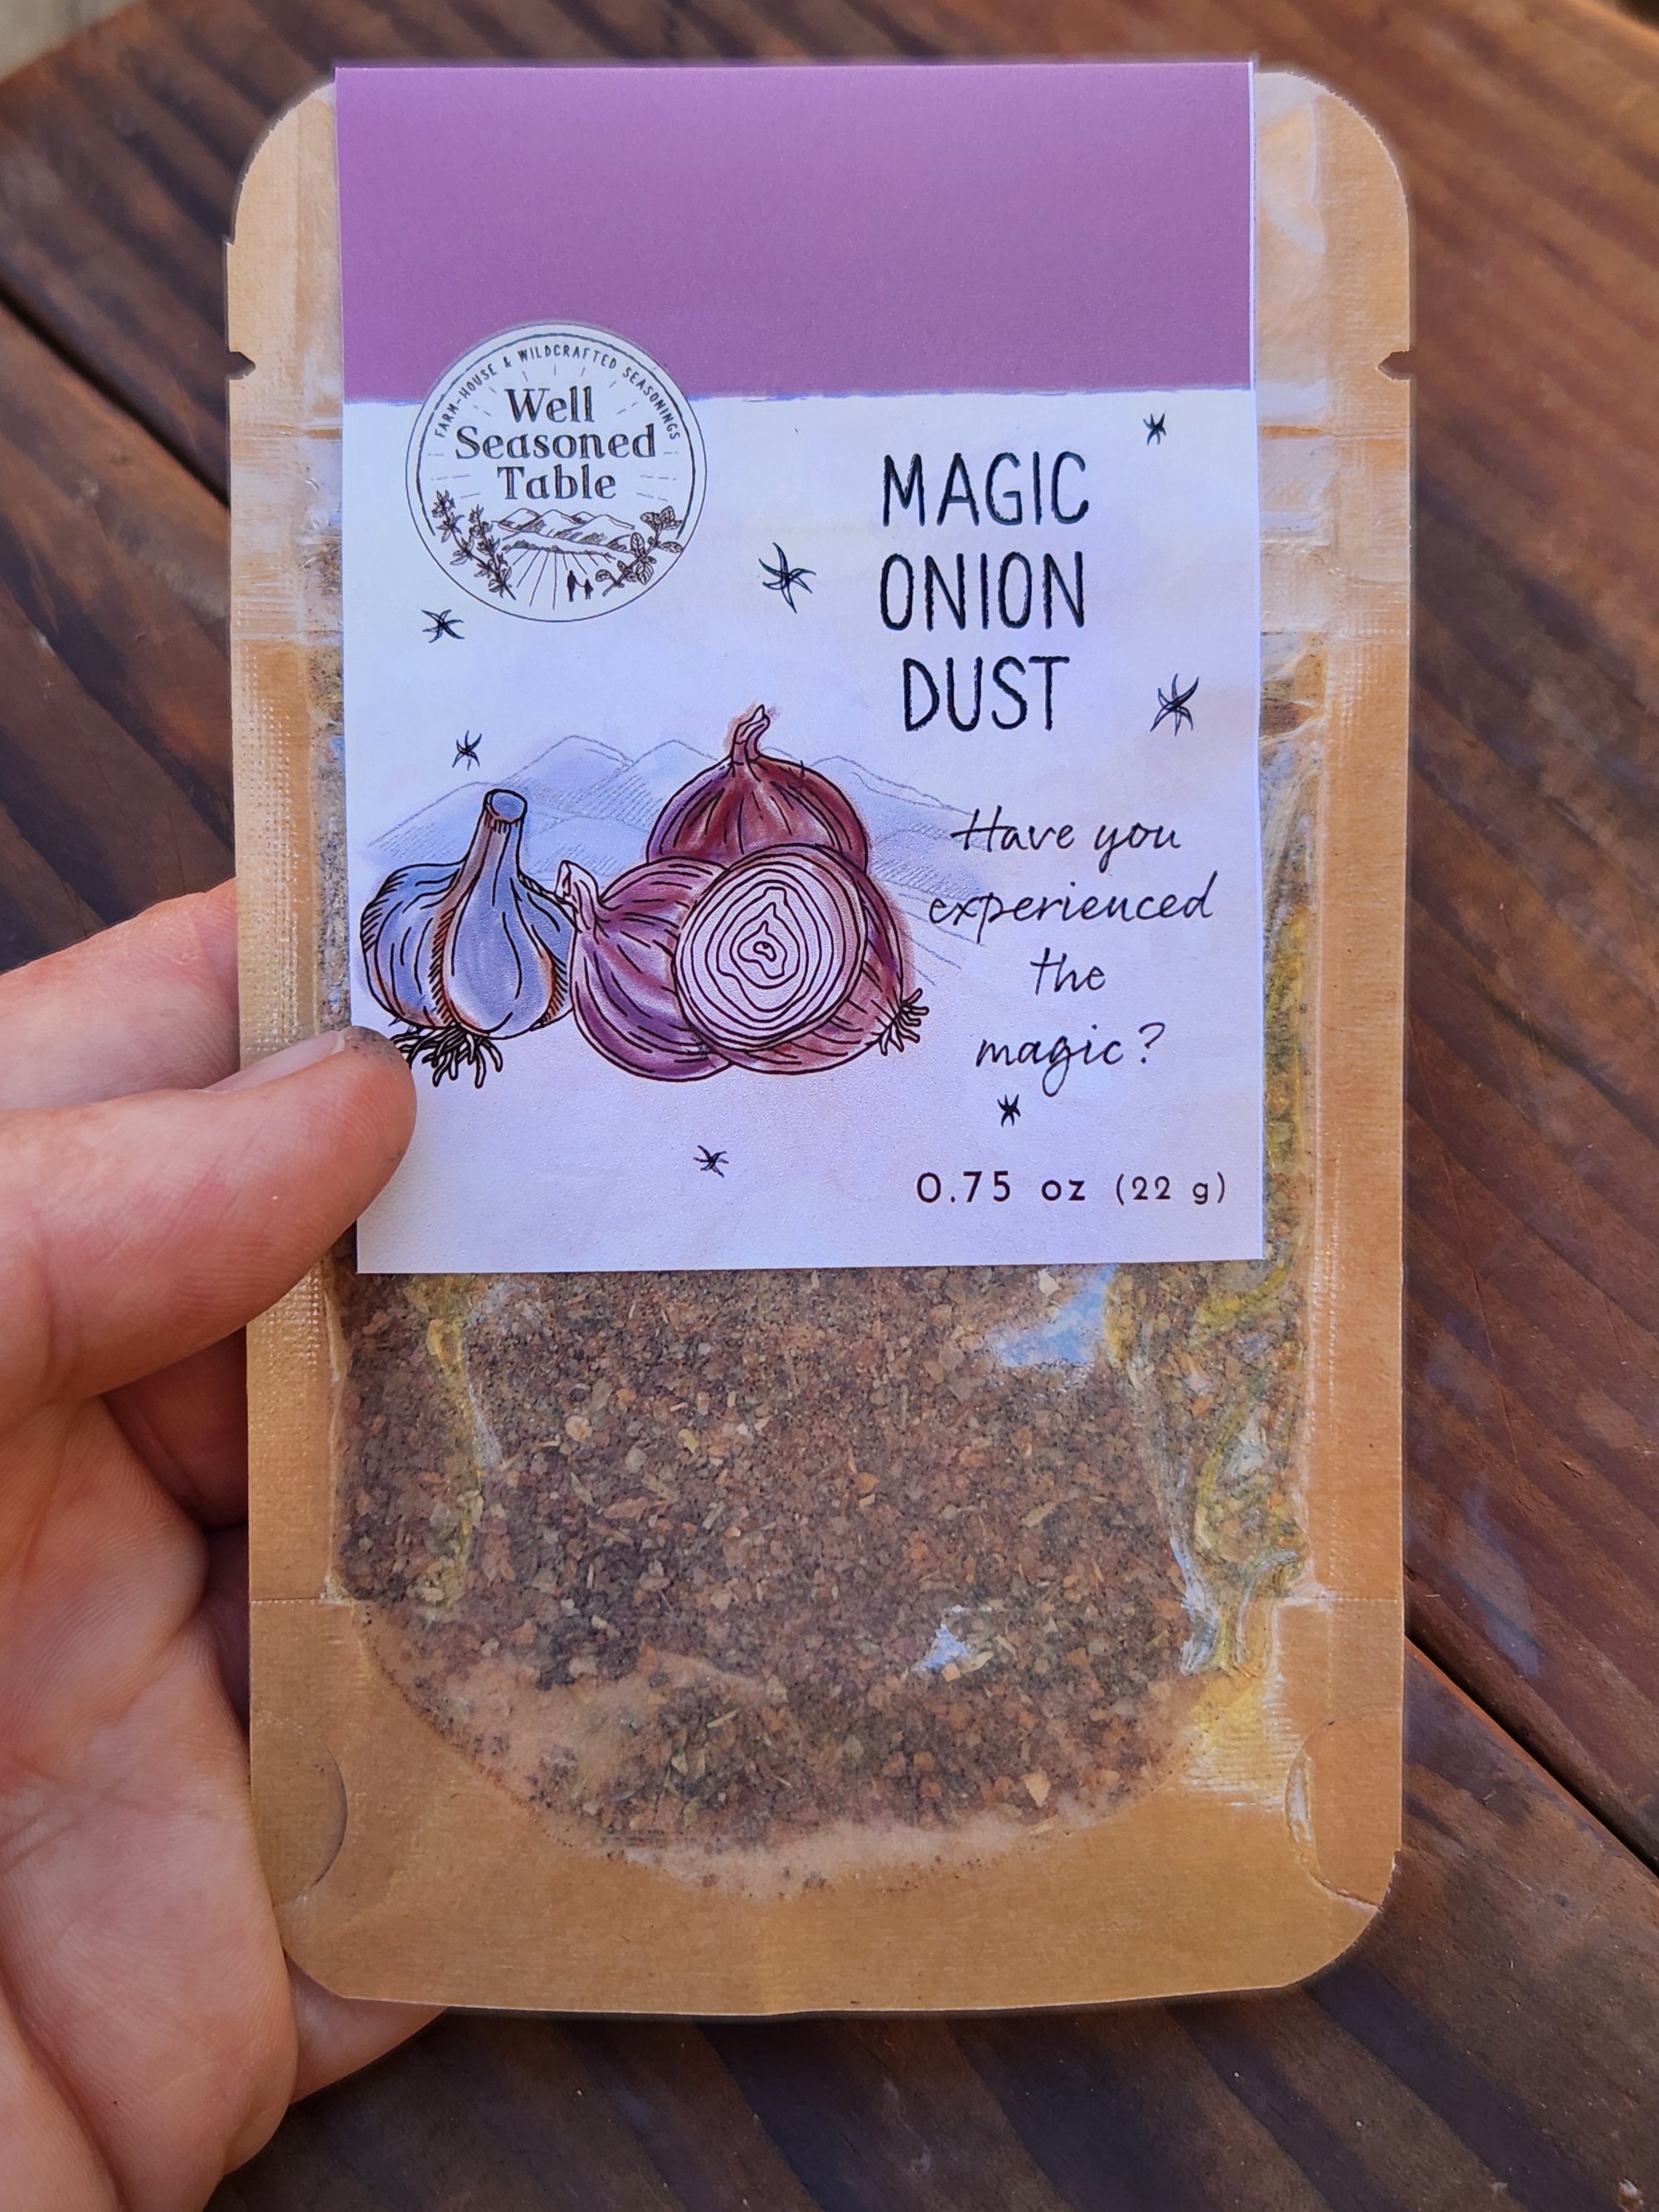 FARM-HOUSE & WILDCRAFTED SEASONINGS
Well
Seasoned
Table
MAGIC
ONION
DUST
Have you
experienced
the
magic?
0.75 oz (22 g)